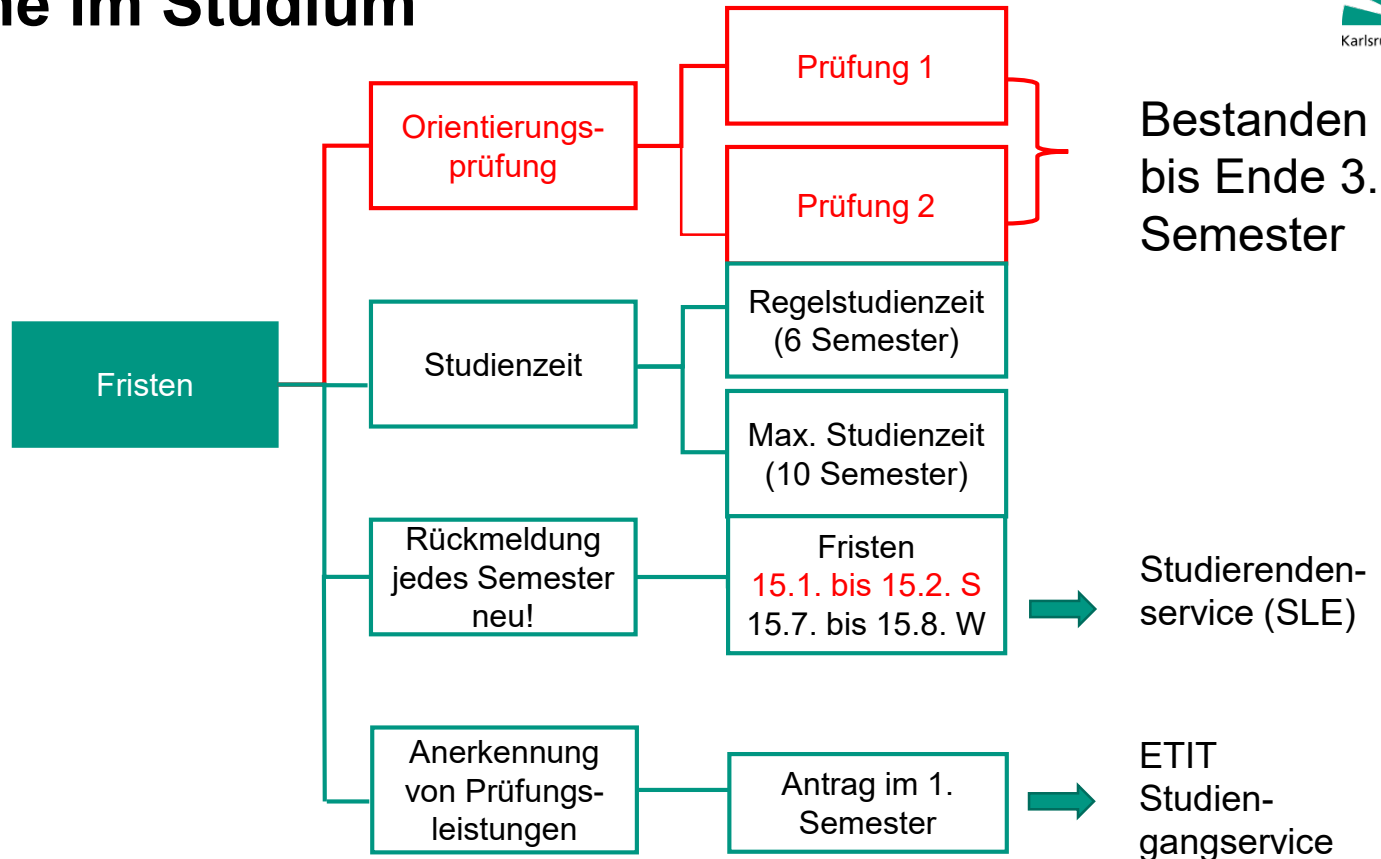 im Studium
Orientierungs-
prüfung
Prüfung 1
Prüfung 2
Bestanden
bis Ende 3.
Semester
Fristen
Studienzeit
Regelstudienzeit
(6 Semester)
Max. Studienzeit
(10 Semester)
Rückmeldung
jedes Semester
neu!
Fristen
15.1. bis 15.2. S
15.7. bis 15.8. W
Studierenden-
service (SLE)
Anerkennung
von Prüfungs-
leistungen
Antrag im 1.
Semester
ETIT
Studien-
gangservice